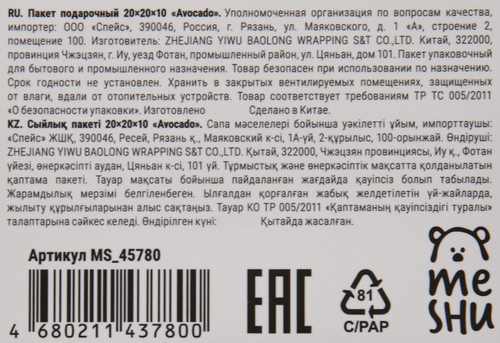 RU. Пакет подарочный 20×20×10 «Avocado». Уполномоченная организация по вопросам качества,
импортер: ООО «Спейс», 390046, Россия, г. Рязань, ул. Маяковского, д. 1 «А», строение 2,
помещение 100. Изготовитель: ZHEJIANG YIWU BAOLONG WRAPPING S&T CO.,LTD. Китай, 322000,
провинция Чжэцзян, г. Иу, уезд Фотан, промышленный район, ул. Цяньан, дом 101. Пакет упаковочный
для бытового и промышленного назначения. Товар безопасен при использовании по назначению.
Срок годности не установлен. Хранить в закрытых вентилируемых помещениях, защищенных
от влаги, вдали от отопительных устройств. Товар соответствует требованиям ТР ТС 005/2011
«О безопасности упаковки». Изготовлено Сделано в Китае.
KZ. Сыйлық пакеті 20×20×10 «Avocado». Сапа мәселелері бойынша уәкілетті ұйым, импорттаушы:
«Спейс» ЖШҚ, 390046, Ресей, Рязань қ., Маяковский к-сі, 1А-үй, 2-құрылыс, 100-орынжай. Өндіруші:
ZHEJIANG YIWU BAOLONG WRAPPING S&T CO.,LTD. Қытай, 322000, Чжэцзян провинциясы, Иу қ., Фотан
үйезі, өнеркәсіпті аудан, Цяньан к-сі, 101 үй. Тұрмыстық және өнеркәсіптік мақсатта қолданылатын
қаптама пакеті. Тауар мақсаты бойынша пайдаланған жағдайда қауіпсіз болып табылады.
Жарамдылық мерзімі белгіленбеген. Ылғалдан қорғалған жабық желдетілетін үй-жайларда,
жылыту құрылғыларынан алыс сақтаңыз. Тауар КО ТР 005/2011 «Қаптаманың қауіпсіздігі туралы»
талаптарына сәйкес келеді. Өндірілген күні: Қытайда жасалған.
Артикул MS_45780
4 680211 437800
EAC
81
C/PAP
me
SHU